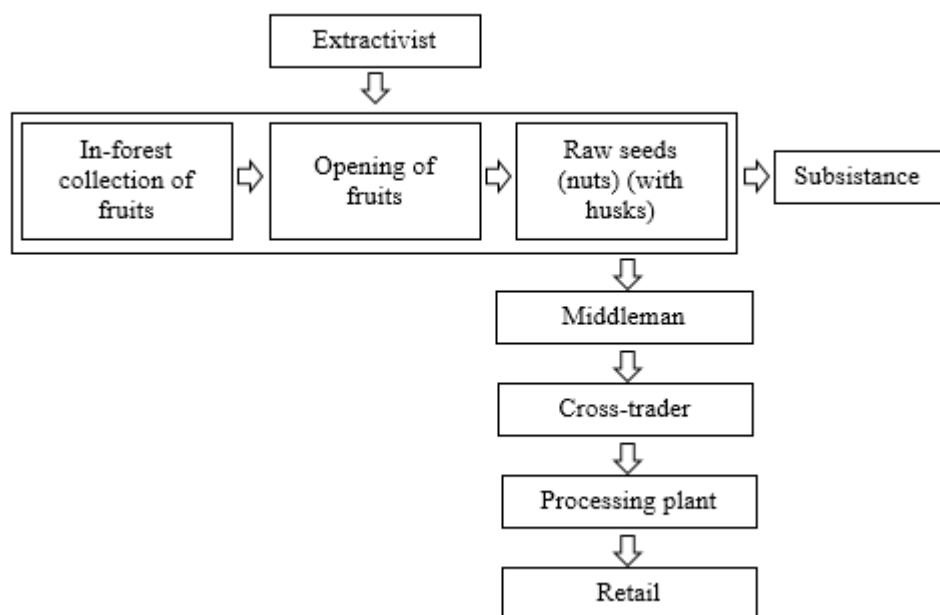 Extractivist
In-forest
collection of
fruits
Opening of
fruits
Raw seeds
(nuts) (with
husks)
Subsistance
Middleman
Cross-trader
Processing plant
Retail